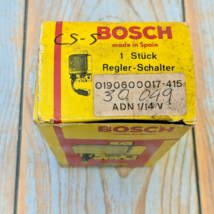 CS-5 BOSCH
made in Spain
1 Stück
Regler-Schalter
0190600017-415
30 049
ADN 1/14 V
BOSCH